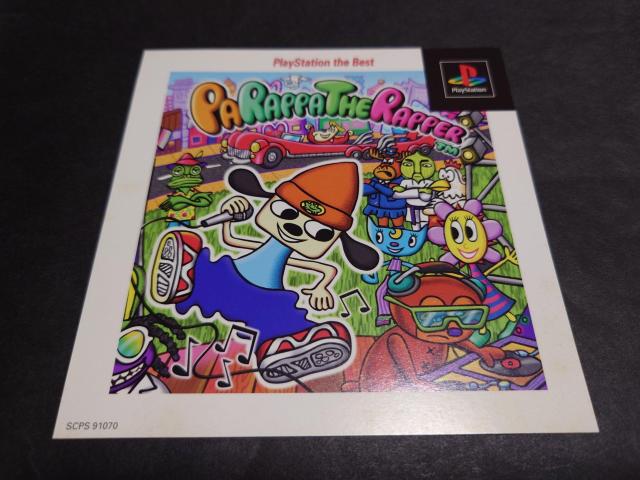 PlayStation the Best
PlayStation
PARAPPA THE RAPPER
TM
SCPS 91070